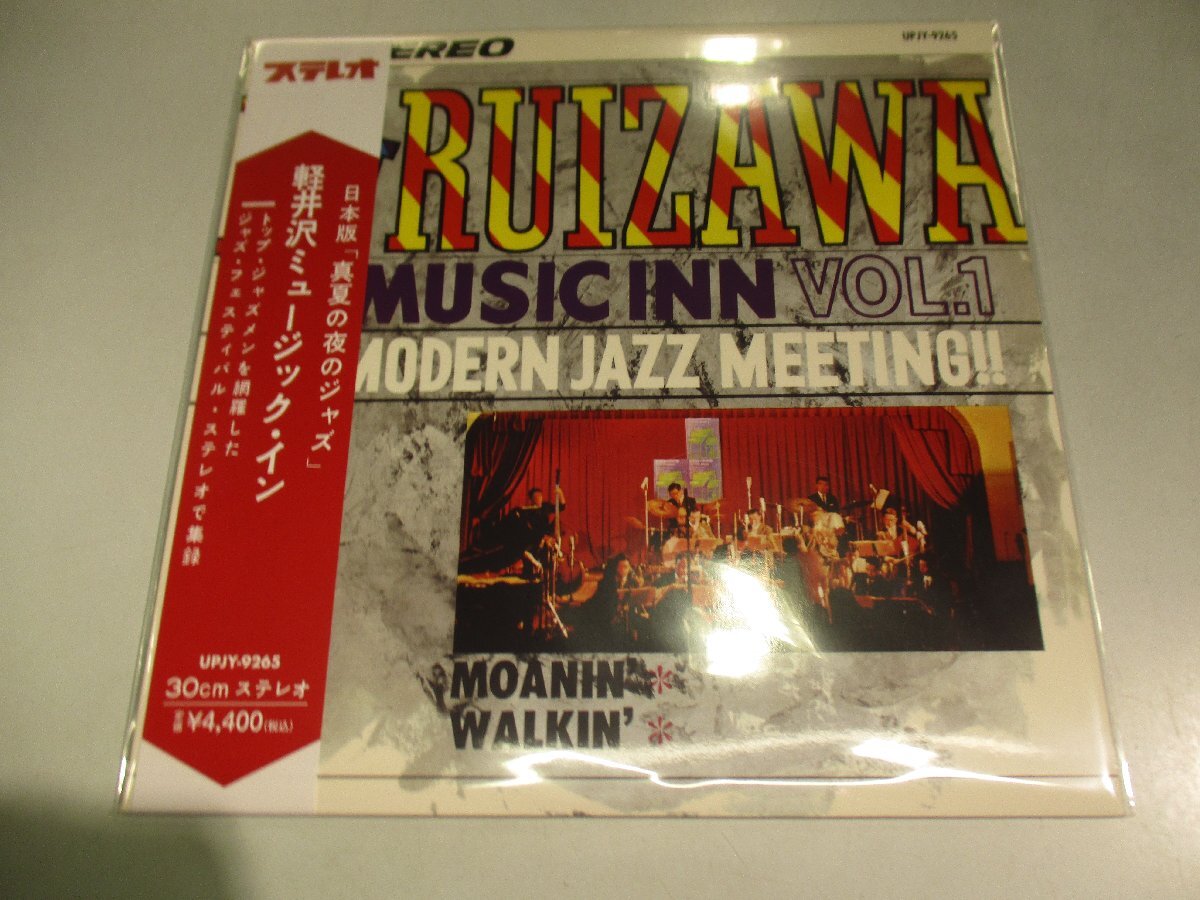 ステレオ
日本版「真夏の夜のジャズ」
軽井沢ミュージック・イン
トップ・ジャズメンを網羅した
ジャズ・フェスティバル・ステレオで集録
UPJY-9265
30cm ステレオ
定価 ¥4,400(税込)
EREO
UPJY-9265
RUIZAWA
MUSIC INN VOL.1
MODERN JAZZ MEETING!!
MOANIN' *
WALKIN' *